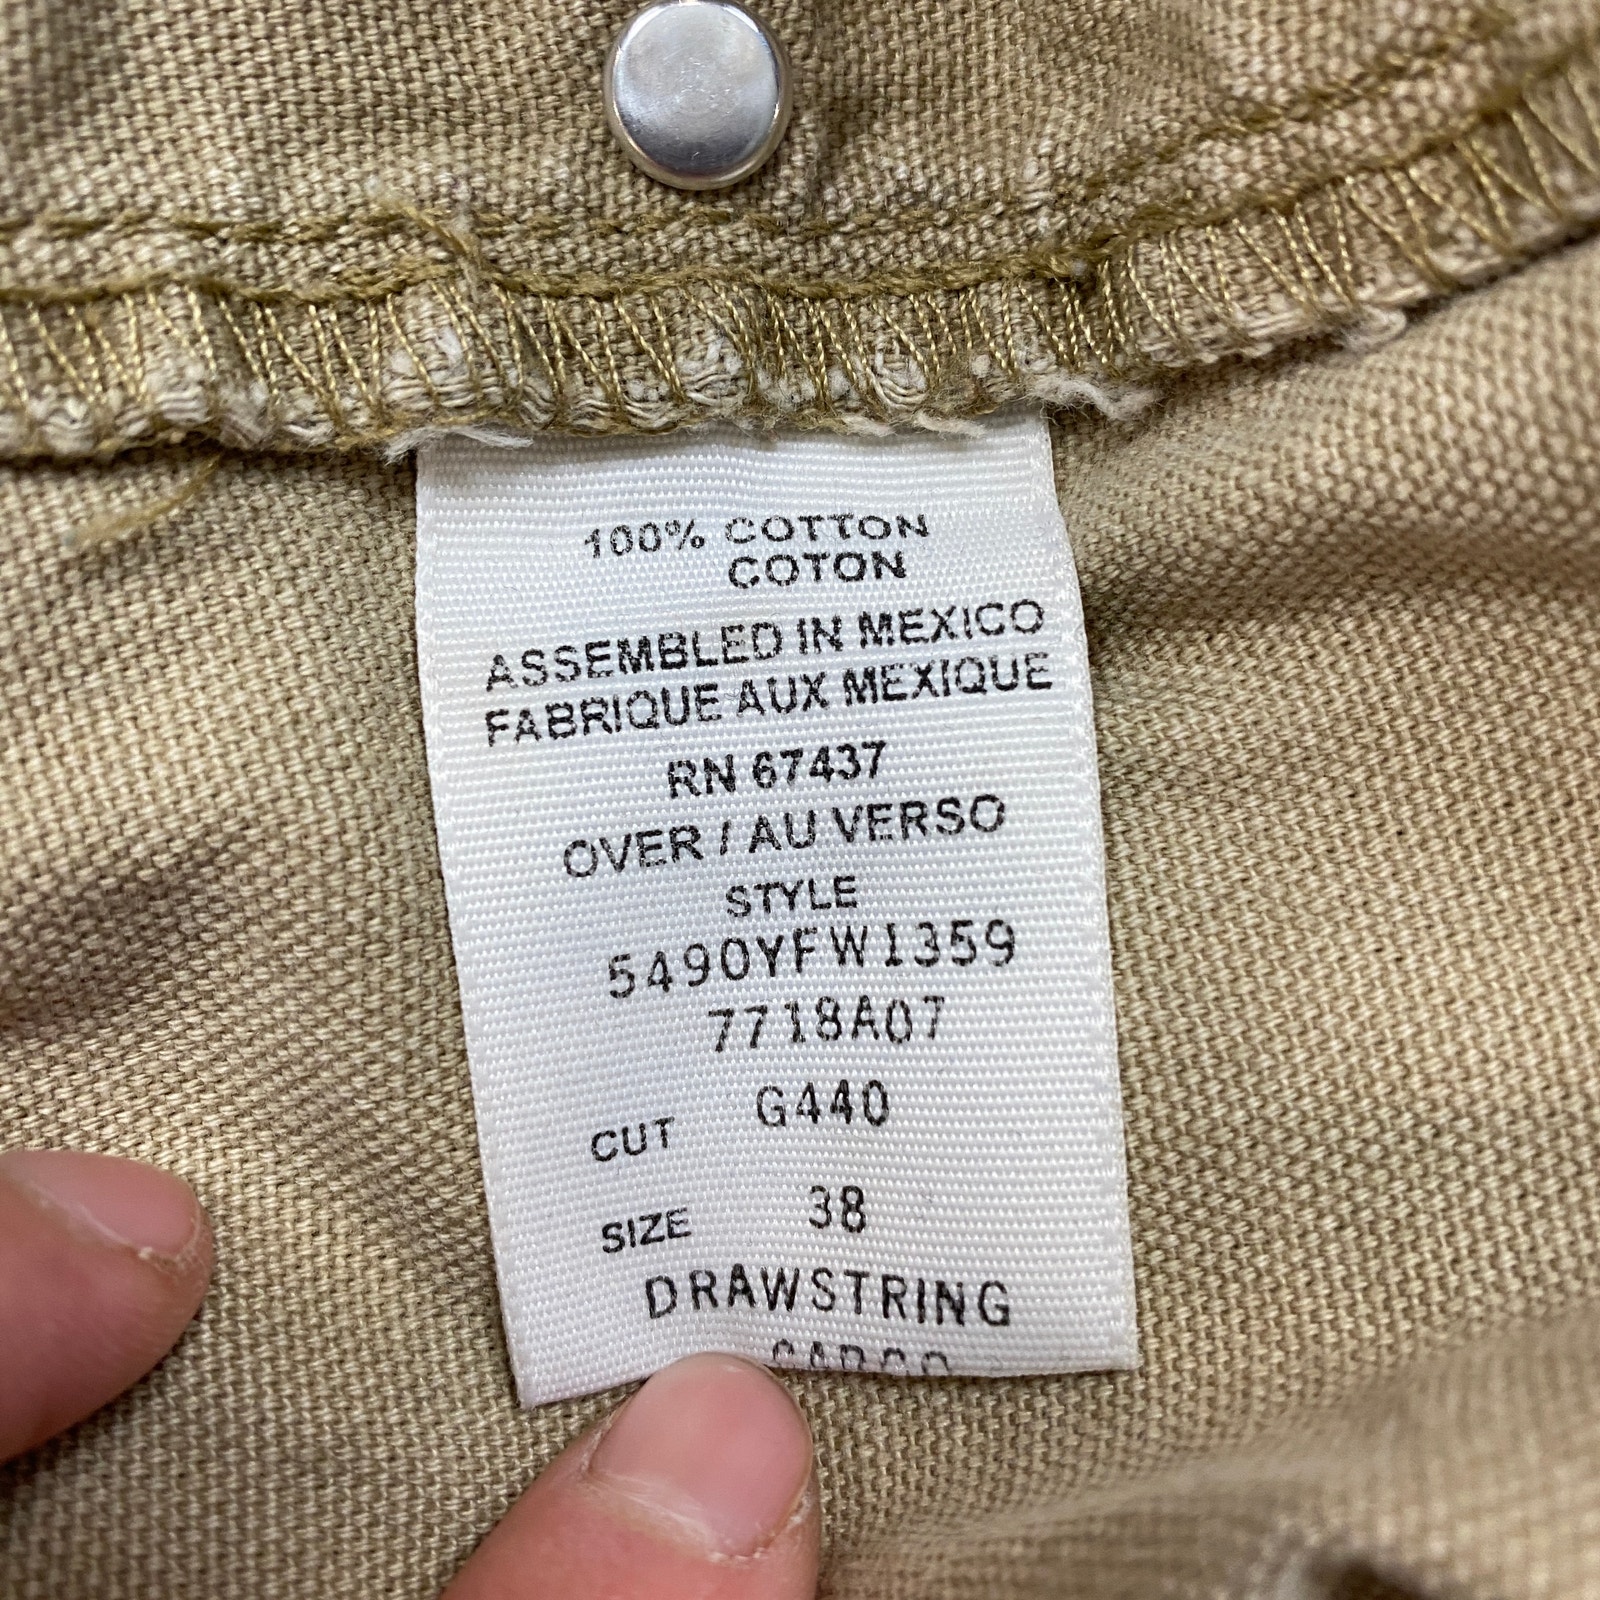 100% COTTON
COTON
ASSEMBLED IN MEXICO
FABRIQUE AUX MEXIQUE
RN 67437
OVER / AU VERSO
STYLE
5490YFW1359
7718A07
CUT G440
SIZE 38
DRAWSTRING
CARGO